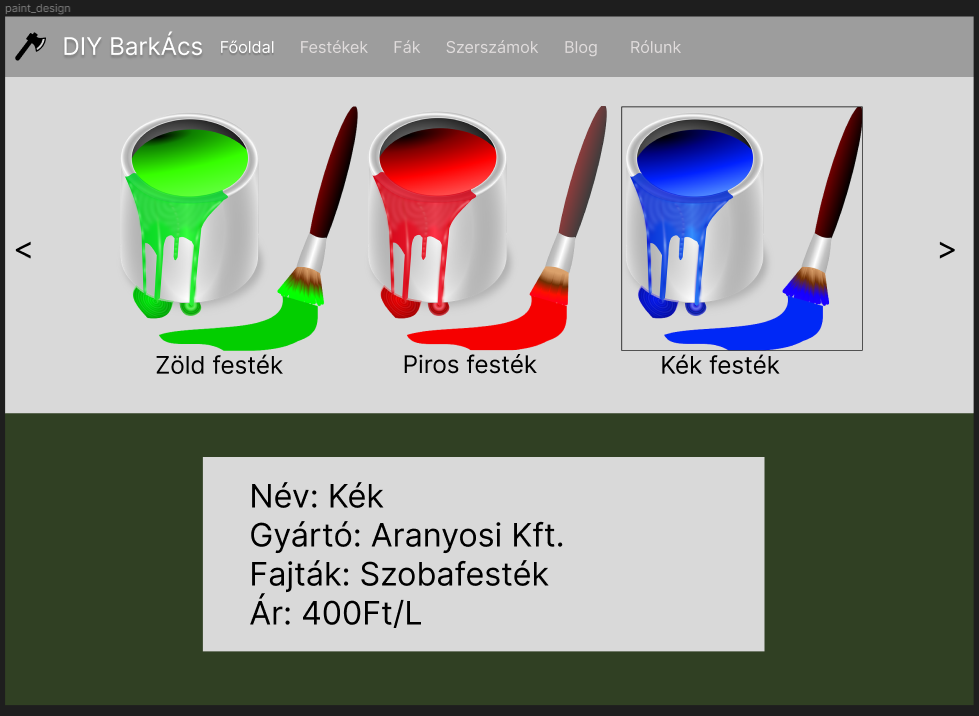 paint_design
DIY BarkÁcs Főoldal Festékek Fák Szerszámok Blog Rólunk
< >
Zöld festék Piros festék Kék festék
Név: Kék
Gyártó: Aranyosi Kft.
Fajták: Szobafesték
Ár: 400Ft/L